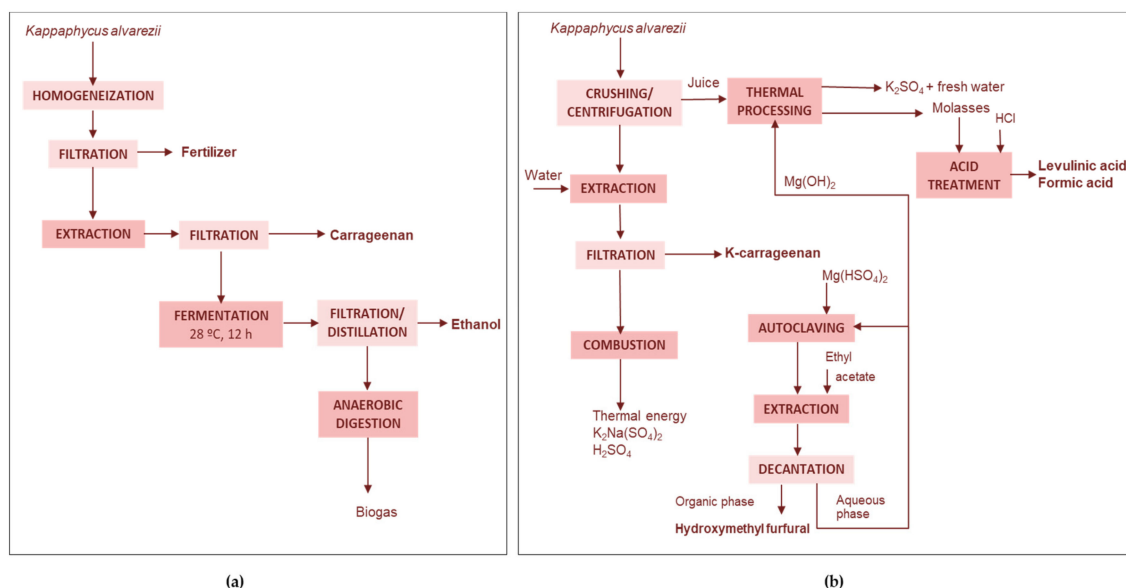 Kappaphycus alvarezii
HOMOGENEIZATION
FILTRATION
Fertilizer
EXTRACTION
FILTRATION
Carrageenan
FERMENTATION
28 ºC, 12 h
FILTRATION/
DISTILLATION
Ethanol
ANAEROBIC
DIGESTION
Biogas
(a)
Kappaphycus alvarezii
CRUSHING/
CENTRIFUGATION
Juice
THERMAL
PROCESSING
K₂SO₄ + fresh water
Molasses
HCl
ACID
TREATMENT
Levulinic acid
Formic acid
Water
EXTRACTION
Mg(OH)₂
FILTRATION
K-carrageenan
Mg(HSO₄)₂
AUTOCLAVING
COMBUSTION
Ethyl
acetate
EXTRACTION
Thermal energy
K₂Na(SO₄)₂
H₂SO₄
DECANTATION
Organic phase
Aqueous
phase
Hydroxymethyl furfural
(b)